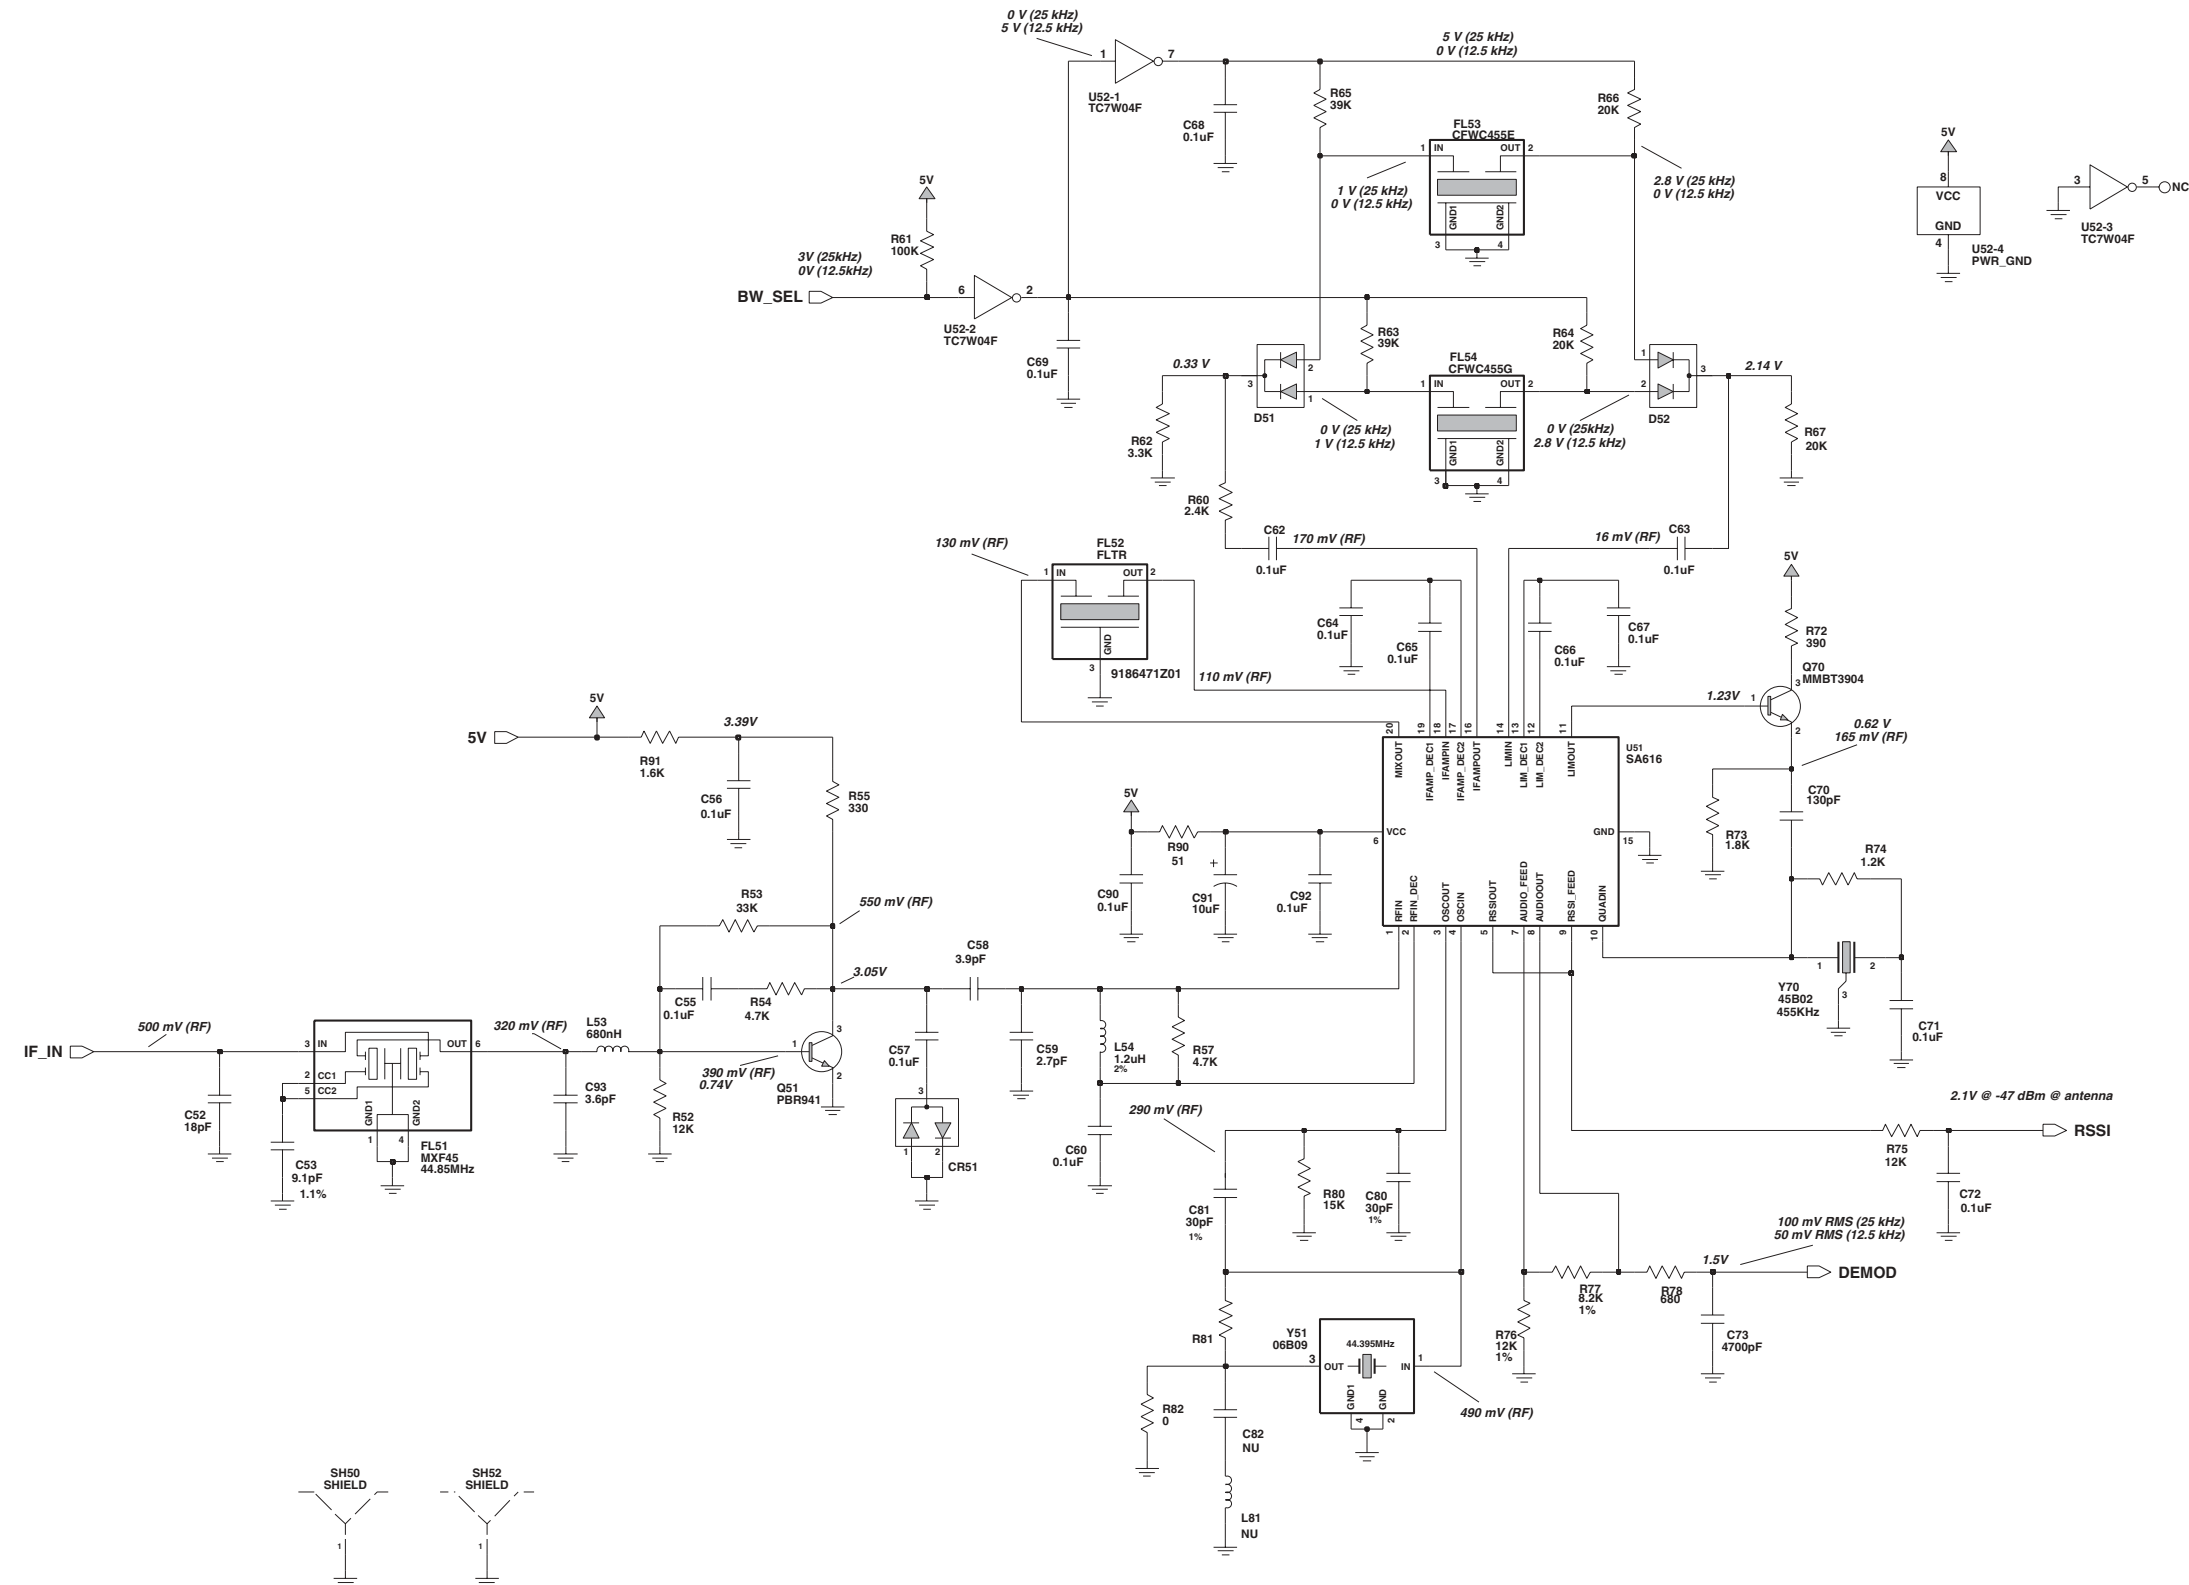 0 V (25 kHz)
5 V (12.5 kHz)
1
7
U52-1
TC7W04F
5 V (25 kHz)
0 V (12.5 kHz)
C68
0.1uF
R65
39K
R66
20K
FL53
CFWC455E
1
IN
OUT
2
GND1
GND2
3
4
1 V (25 kHz)
0 V (12.5 kHz)
2.8 V (25 kHz)
0 V (12.5 kHz)
5V
8
VCC
GND
4
U52-4
PWR_GND
3
5
NC
U52-3
TC7W04F
5V
R61
100K
3V (25kHz)
0V (12.5kHz)
BW_SEL
6
2
U52-2
TC7W04F
C69
0.1uF
R63
39K
R64
20K
0.33 V
3
2
1
D51
FL54
CFWC455G
1
IN
OUT
2
GND1
GND2
3
4
0 V (25 kHz)
1 V (12.5 kHz)
0 V (25kHz)
2.8 V (12.5 kHz)
1
2
3
D52
2.14 V
R62
3.3K
R67
20K
R60
2.4K
C62
0.1uF
170 mV (RF)
16 mV (RF)
C63
0.1uF
130 mV (RF)
FL52
FLTR
1
IN
OUT
2
GND
3
9186471Z01
110 mV (RF)
C64
0.1uF
C65
0.1uF
C66
0.1uF
C67
0.1uF
5V
R72
390
Q70
MMBT3904
1.23V
1
3
2
0.62 V
165 mV (RF)
20
19
18
17
16
14
13
12
11
MIXOUT
IFAMP_DEC1
IFAMPIN
IFAMP_DEC2
IFAMPOUT
LIMIN
LIM_DEC1
LIM_DEC2
LIMOUT
U51
SA616
VCC
6
GND
15
RFIN
RFIN_DEC
OSCOUT
OSCIN
RSSIOUT
AUDIO_FEED
AUDIOOUT
RSSI_FEED
QUADIN
1
2
3
4
5
7
8
9
10
C70
130pF
R73
1.8K
R74
1.2K
1
2
3
Y70
45B02
455KHz
C71
0.1uF
5V
5V
3.39V
R91
1.6K
C56
0.1uF
R55
330
5V
R90
51
C90
0.1uF
+
C91
10uF
C92
0.1uF
R53
33K
550 mV (RF)
C55
0.1uF
R54
4.7K
3.05V
C58
3.9pF
IF_IN
500 mV (RF)
C52
18pF
3
IN
OUT
6
2
CC1
5
CC2
GND1
GND2
1
4
FL51
MXF45
44.85MHz
C53
9.1pF
1.1%
320 mV (RF)
L53
680nH
C93
3.6pF
R52
12K
390 mV (RF)
0.74V
1
3
2
Q51
PBR941
C57
0.1uF
3
1
2
CR51
C59
2.7pF
L54
1.2uH
2%
R57
4.7K
C60
0.1uF
290 mV (RF)
C81
30pF
1%
R80
15K
C80
30pF
1%
2.1V @ -47 dBm @ antenna
R75
12K
RSSI
C72
0.1uF
100 mV RMS (25 kHz)
50 mV RMS (12.5 kHz)
1.5V
DEMOD
R77
8.2K
1%
R78
680
C73
4700pF
R76
12K
1%
R81
Y51
06B09
44.395MHz
3
OUT
IN
1
GND1
GND
4
2
490 mV (RF)
R82
0
C82
NU
L81
NU
SH50
SHIELD
1
SH52
SHIELD
1